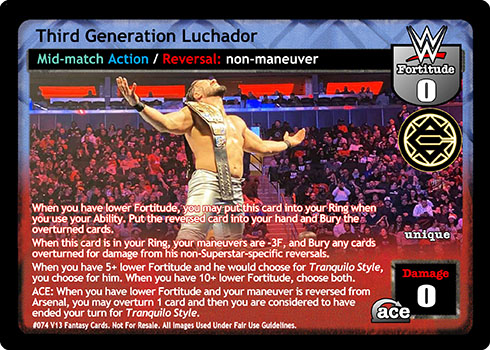 Third Generation Luchador
Mid-match Action / Reversal: non-maneuver
W
Fortitude
0
unique
When you have lower Fortitude, you may put this card into your Ring when
you use your Ability. Put the reversed card into your hand and Bury the
overturned cards.
When this card is in your Ring, your maneuvers are -3F, and Bury any cards
overturned for damage from his non-Superstar-specific reversals.
When you have 5+ lower Fortitude and he would choose for Tranquilo Style,
you choose for him. When you have 10+ lower Fortitude, choose both.
ACE: When you have lower Fortitude and your maneuver is reversed from
Arsenal, you may overturn 1 card and then you are considered to have
ended your turn for Tranquilo Style.
Damage
0
ace
#074 V13 Fantasy Cards. Not For Resale. All Images Used Under Fair Use Guidelines.